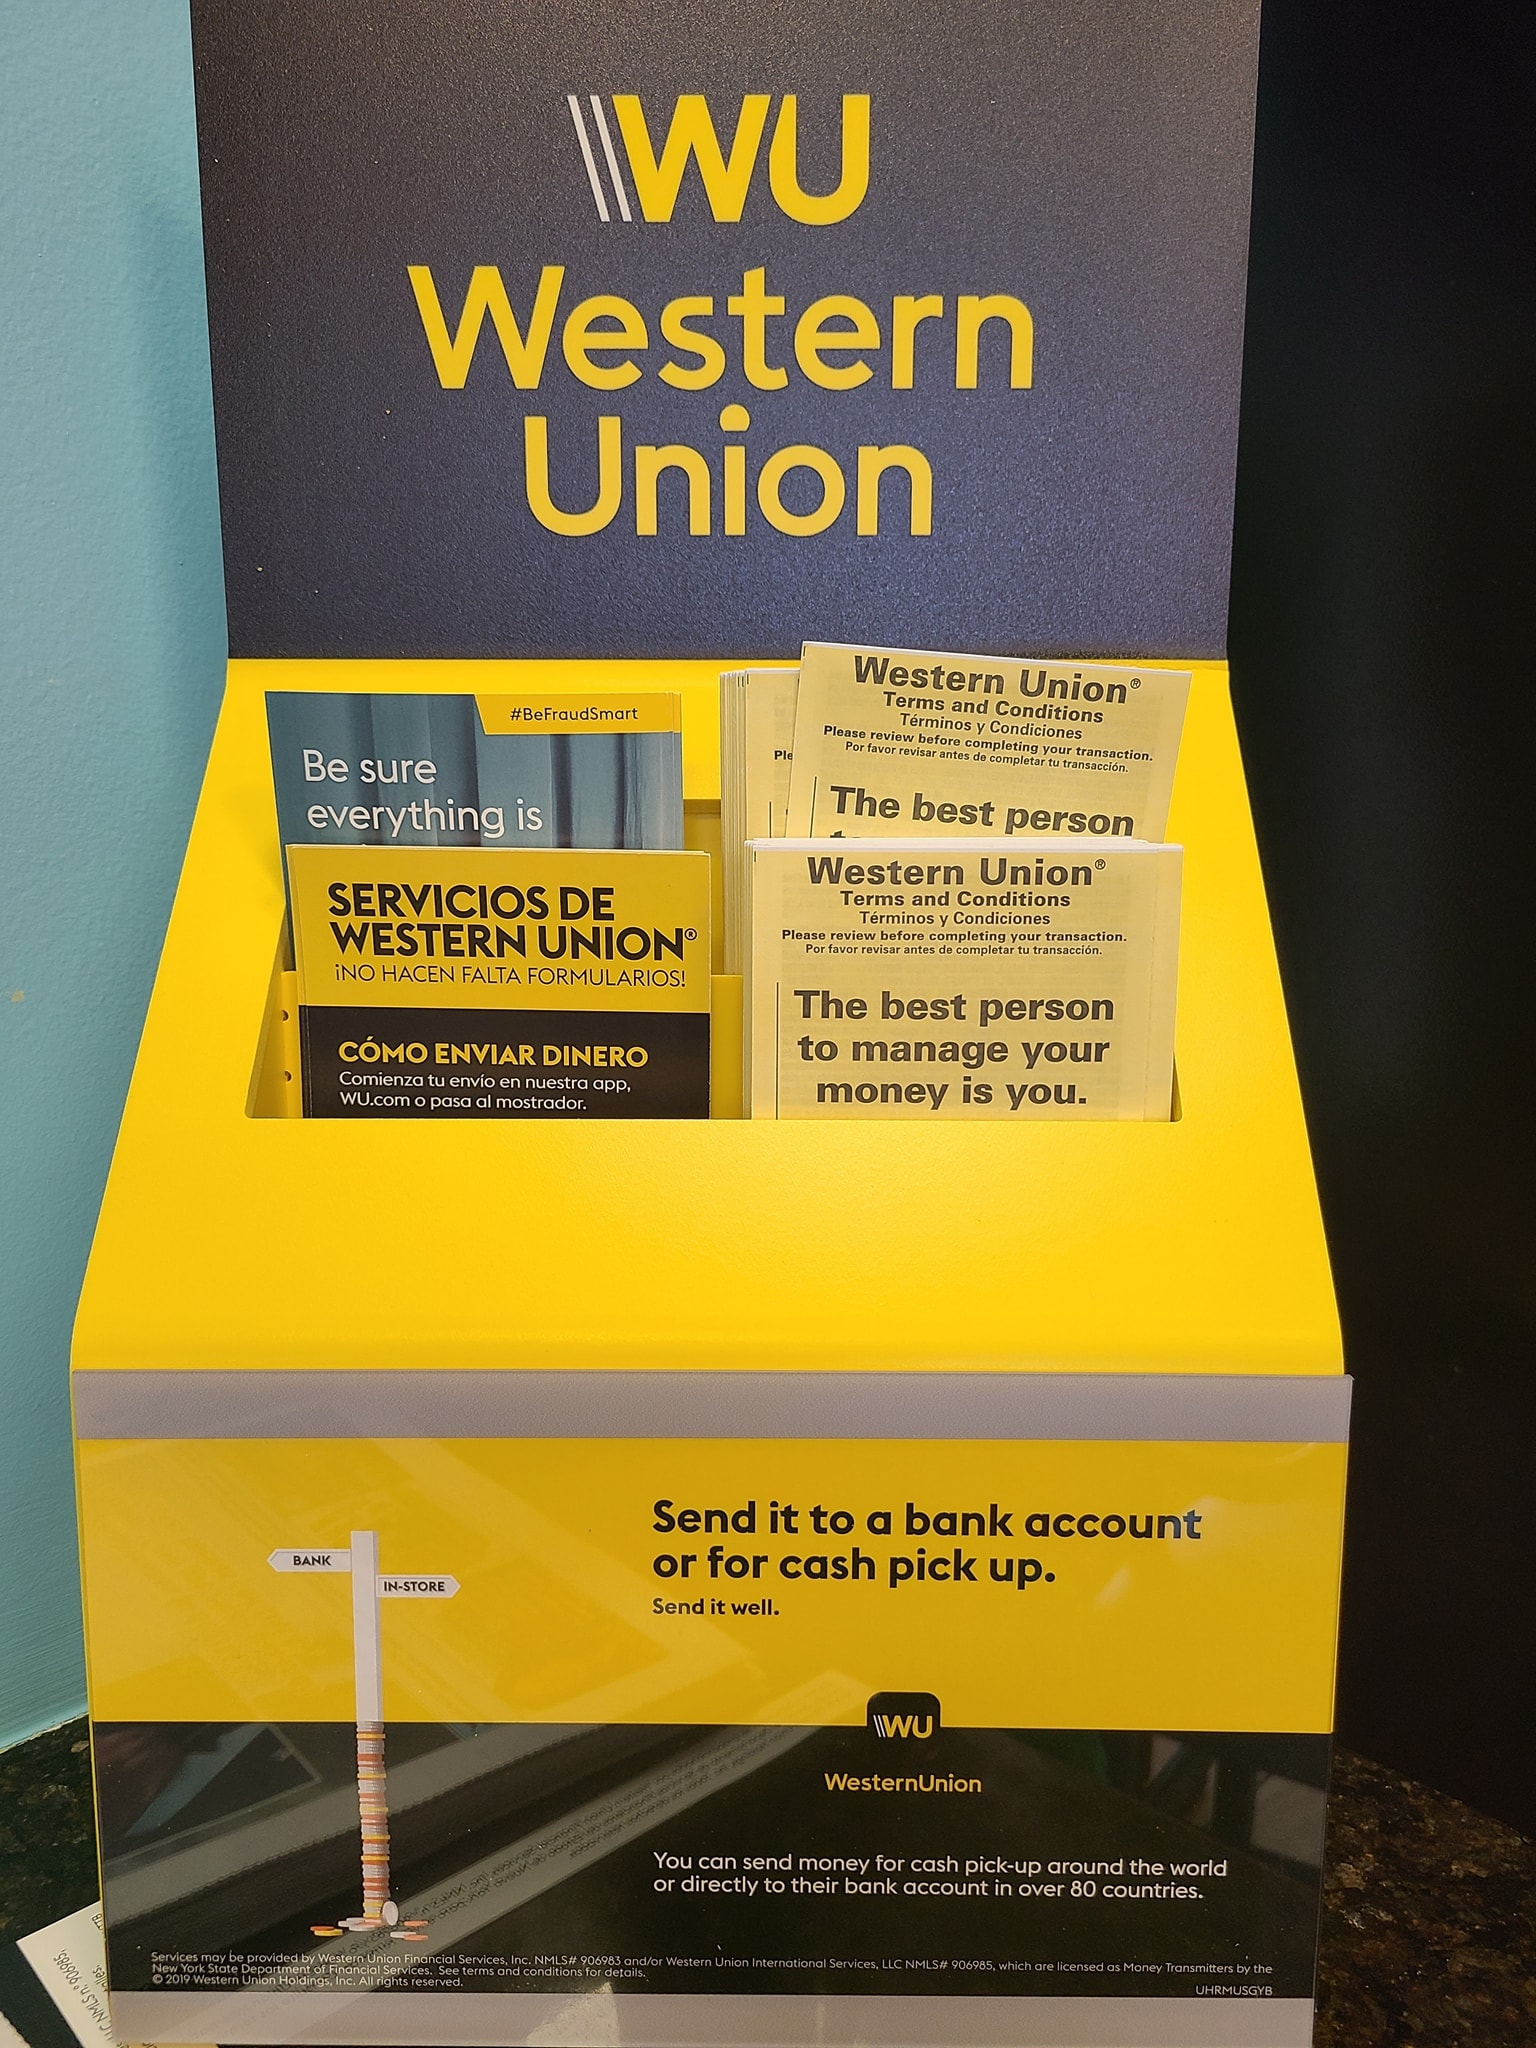 WU
Western
Union
#BeFraudSmart
Be sure
everything is
SERVICIOS DE
WESTERN UNION®
¡NO HACEN FALTA FORMULARIOS!
CÓMO ENVIAR DINERO
Comienza tu envío en nuestra app,
WU.com o pasa al mostrador.
Ple
Western Union®
Terms and Conditions
Términos y Condiciones
Please review before completing your transaction.
Por favor revisar antes de completar tu transacción.
The best person
Western Union®
Terms and Conditions
Términos y Condiciones
Please review before completing your transaction.
Por favor revisar antes de completar tu transacción.
The best person
to manage your
money is you.
BANK
IN-STORE
Send it to a bank account
or for cash pick up.
Send it well.
WU
WesternUnion
You can send money for cash pick-up around the world
or directly to their bank account in over 80 countries.
Services may be provided by Western Union Financial Services, Inc. NMLS# 906983 and/or Western Union International Services, LLC NMLS# 906985, which are licensed as Money Transmitters by the
New York State Department of Financial Services. See terms and conditions for details.
© 2019 Western Union Holdings, Inc. All rights reserved.
UHRMUSGYB